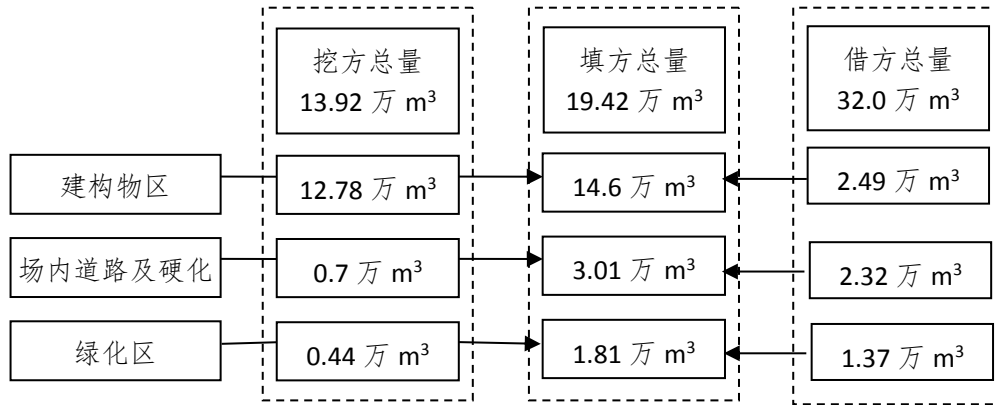 挖方总量
13.92 万 m³
填方总量
19.42 万 m³
借方总量
32.0 万 m³
建构物区
12.78 万 m³
14.6 万 m³
2.49 万 m³
场内道路及硬化
0.7 万 m³
3.01 万 m³
2.32 万 m³
绿化区
0.44 万 m³
1.81 万 m³
1.37 万 m³